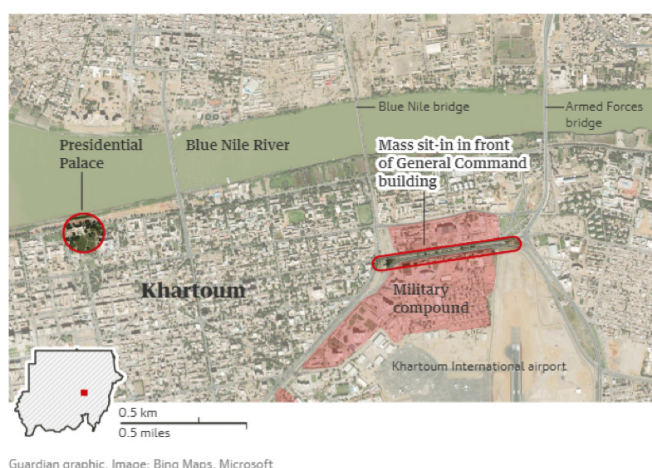 Blue Nile bridge
Armed Forces
bridge
Presidential
Palace
Blue Nile River
Mass sit-in in front
of General Command
building
Khartoum
Military
compound
Khartoum International airport
0.5 km
0.5 miles
Guardian graphic. Image: Bing Maps, Microsoft